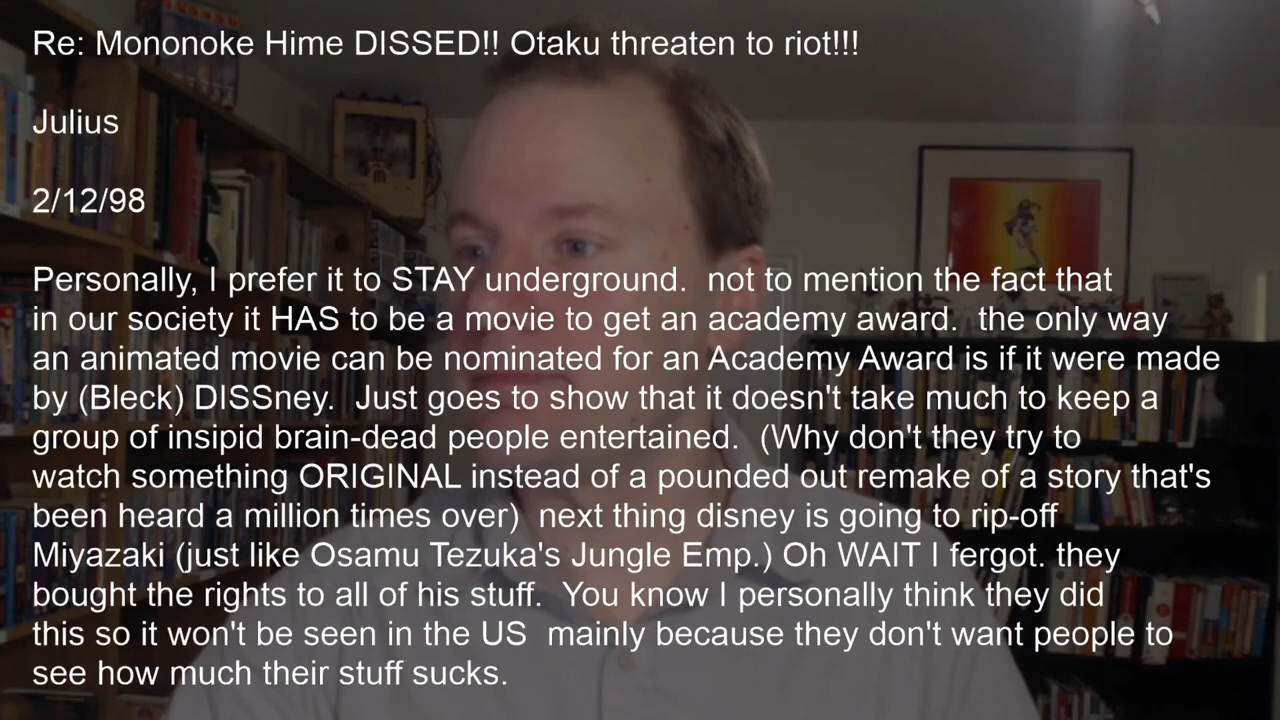 Re: Mononoke Hime DISSED!! Otaku threaten to riot!!!
Julius
2/12/98
Personally, I prefer it to STAY underground.  not to mention the fact that
in our society it HAS to be a movie to get an academy award.  the only way
an animated movie can be nominated for an Academy Award is if it were made
by (Bleck) DISSney.  Just goes to show that it doesn't take much to keep a
group of insipid brain-dead people entertained.  (Why don't they try to
watch something ORIGINAL instead of a pounded out remake of a story that's
been heard a million times over)  next thing disney is going to rip-off
Miyazaki (just like Osamu Tezuka's Jungle Emp.) Oh WAIT I fergot. they
bought the rights to all of his stuff.  You know I personally think they did
this so it won't be seen in the US  mainly because they don't want people to
see how much their stuff sucks.